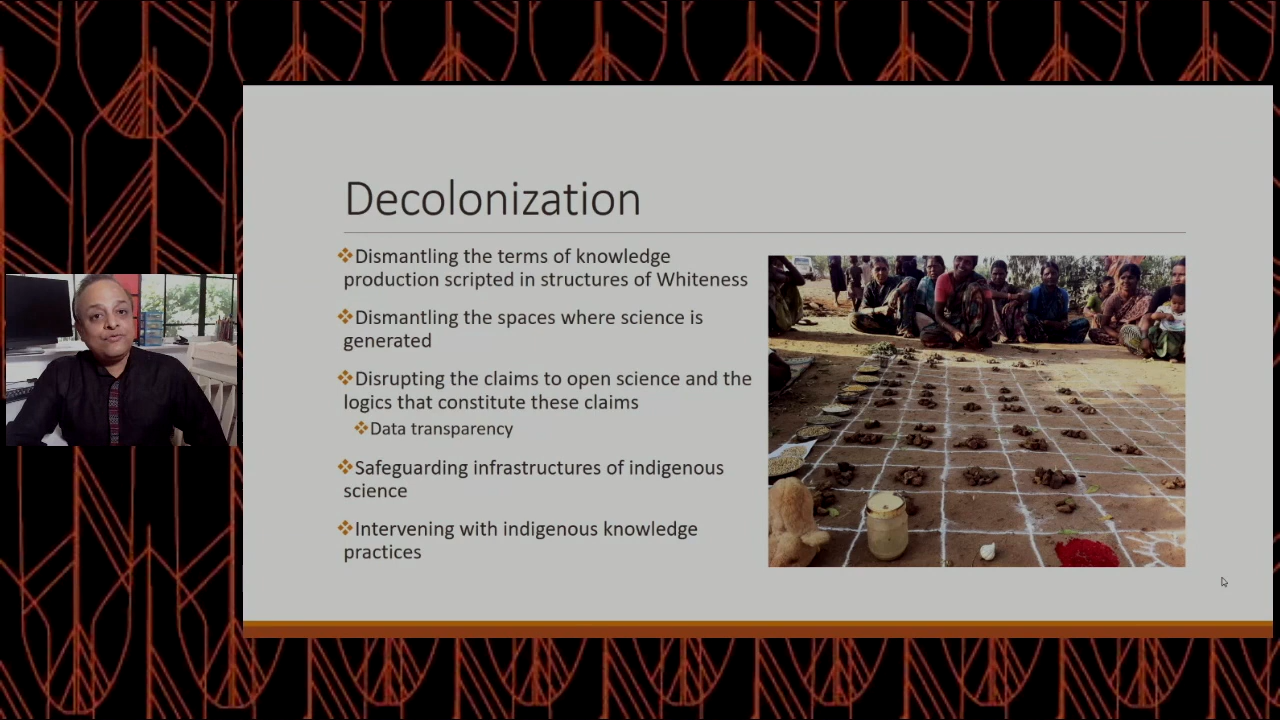 Decolonization
❖Dismantling the terms of knowledge
production scripted in structures of Whiteness
❖Dismantling the spaces where science is
generated
❖Disrupting the claims to open science and the
logics that constitute these claims
❖Data transparency
❖Safeguarding infrastructures of indigenous
science
❖Intervening with indigenous knowledge
practices